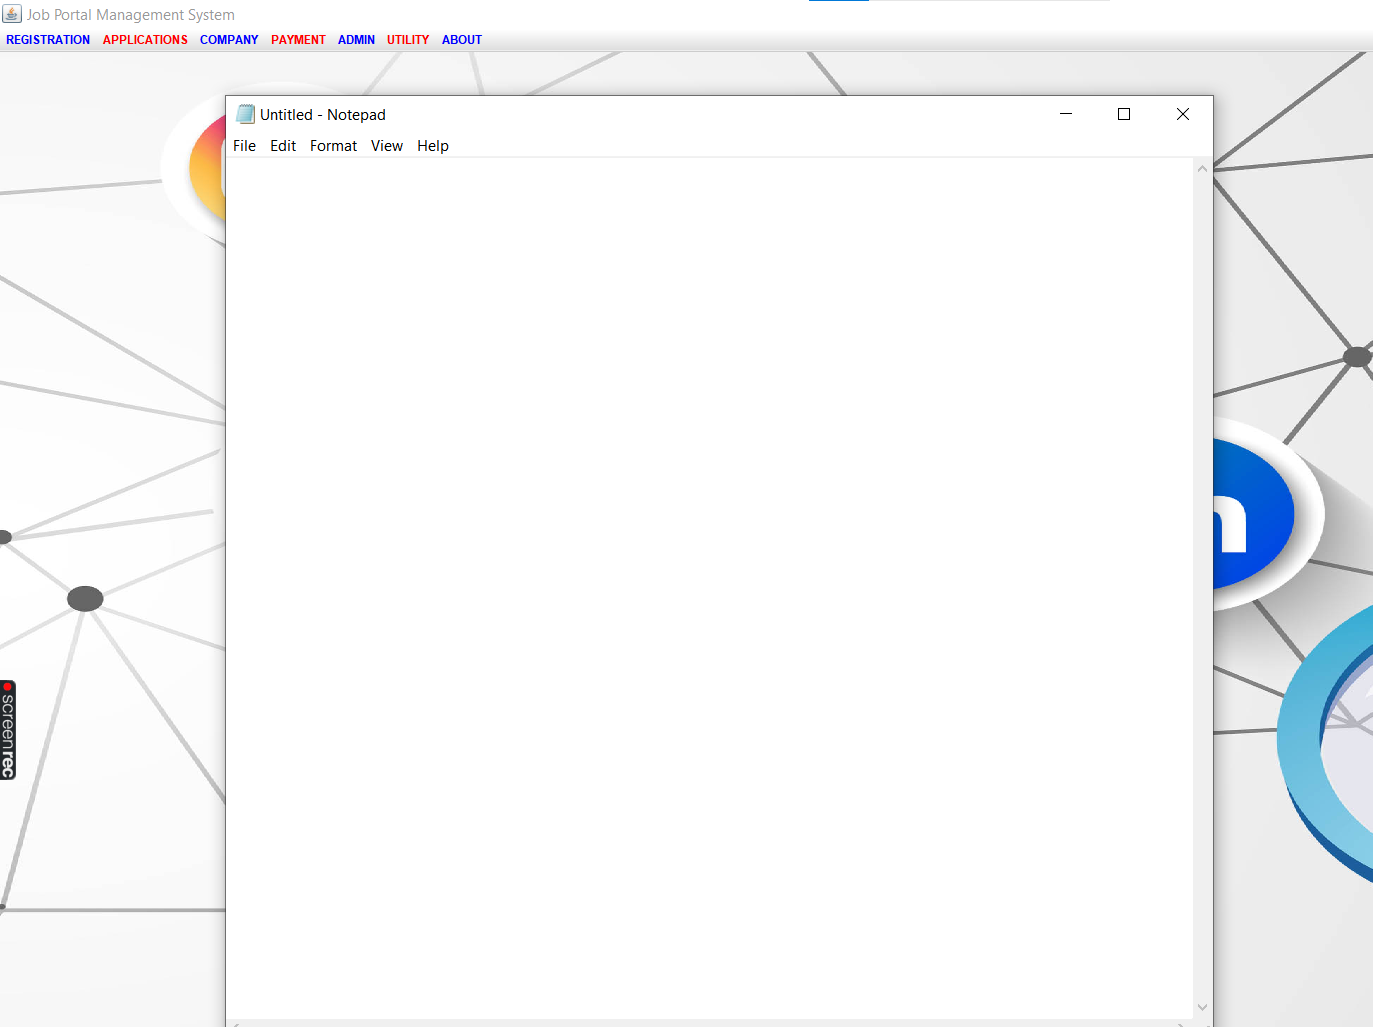 Job Portal Management System
REGISTRATION APPLICATIONS COMPANY PAYMENT ADMIN UTILITY ABOUT
Untitled - Notepad
File Edit Format View Help
n
screenrec